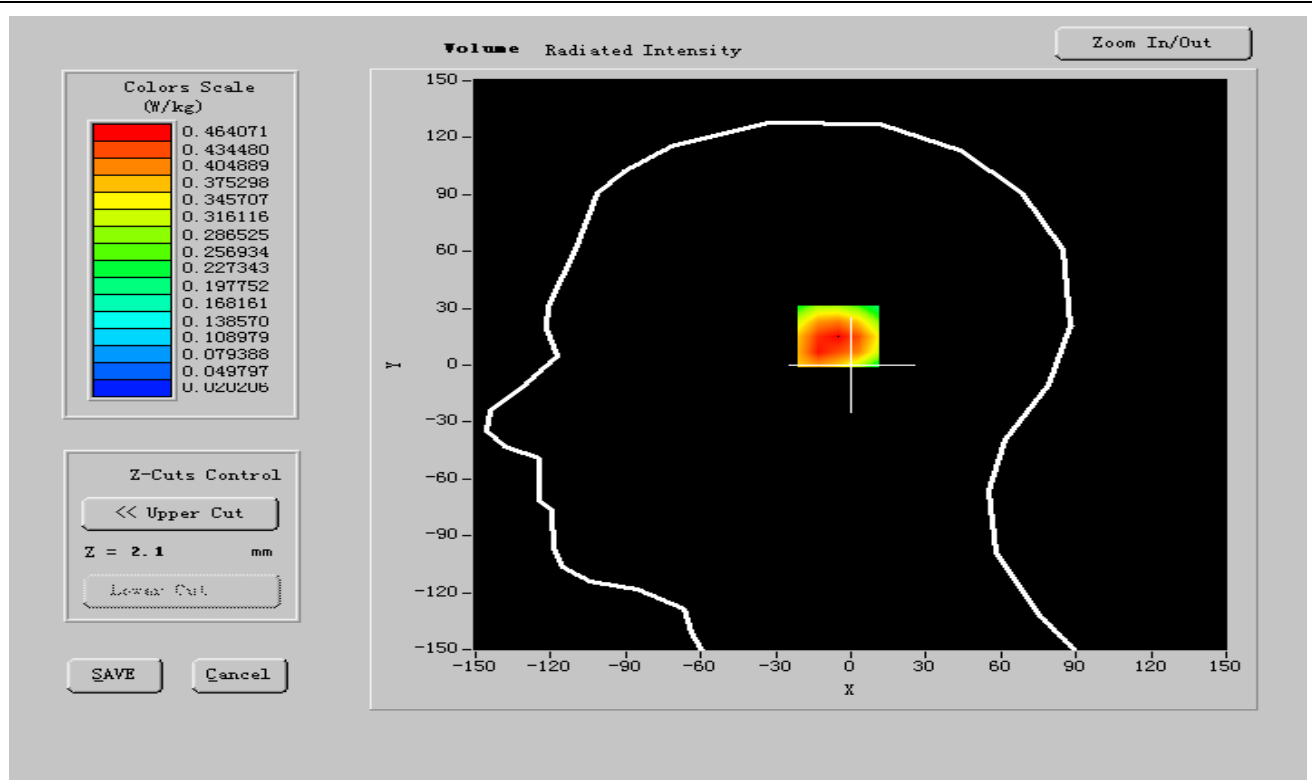 Volume Radiated Intensity
Zoom In/Out
Colors Scale
(W/kg)
0.464071
0.434480
0.404889
0.375298
0.345707
0.316116
0.286525
0.256934
0.227343
0.197752
0.168161
0.138570
0.108979
0.079388
0.049797
0.020206
Z-Cuts Control
<< Upper Cut
Z = 2.1 mm
Lower Cut
SAVE
Cancel
150
120
90
60
30
0
-30
-60
-90
-120
-150
Y
-150 -120 -90 -60 -30 0 30 60 90 120 150
X